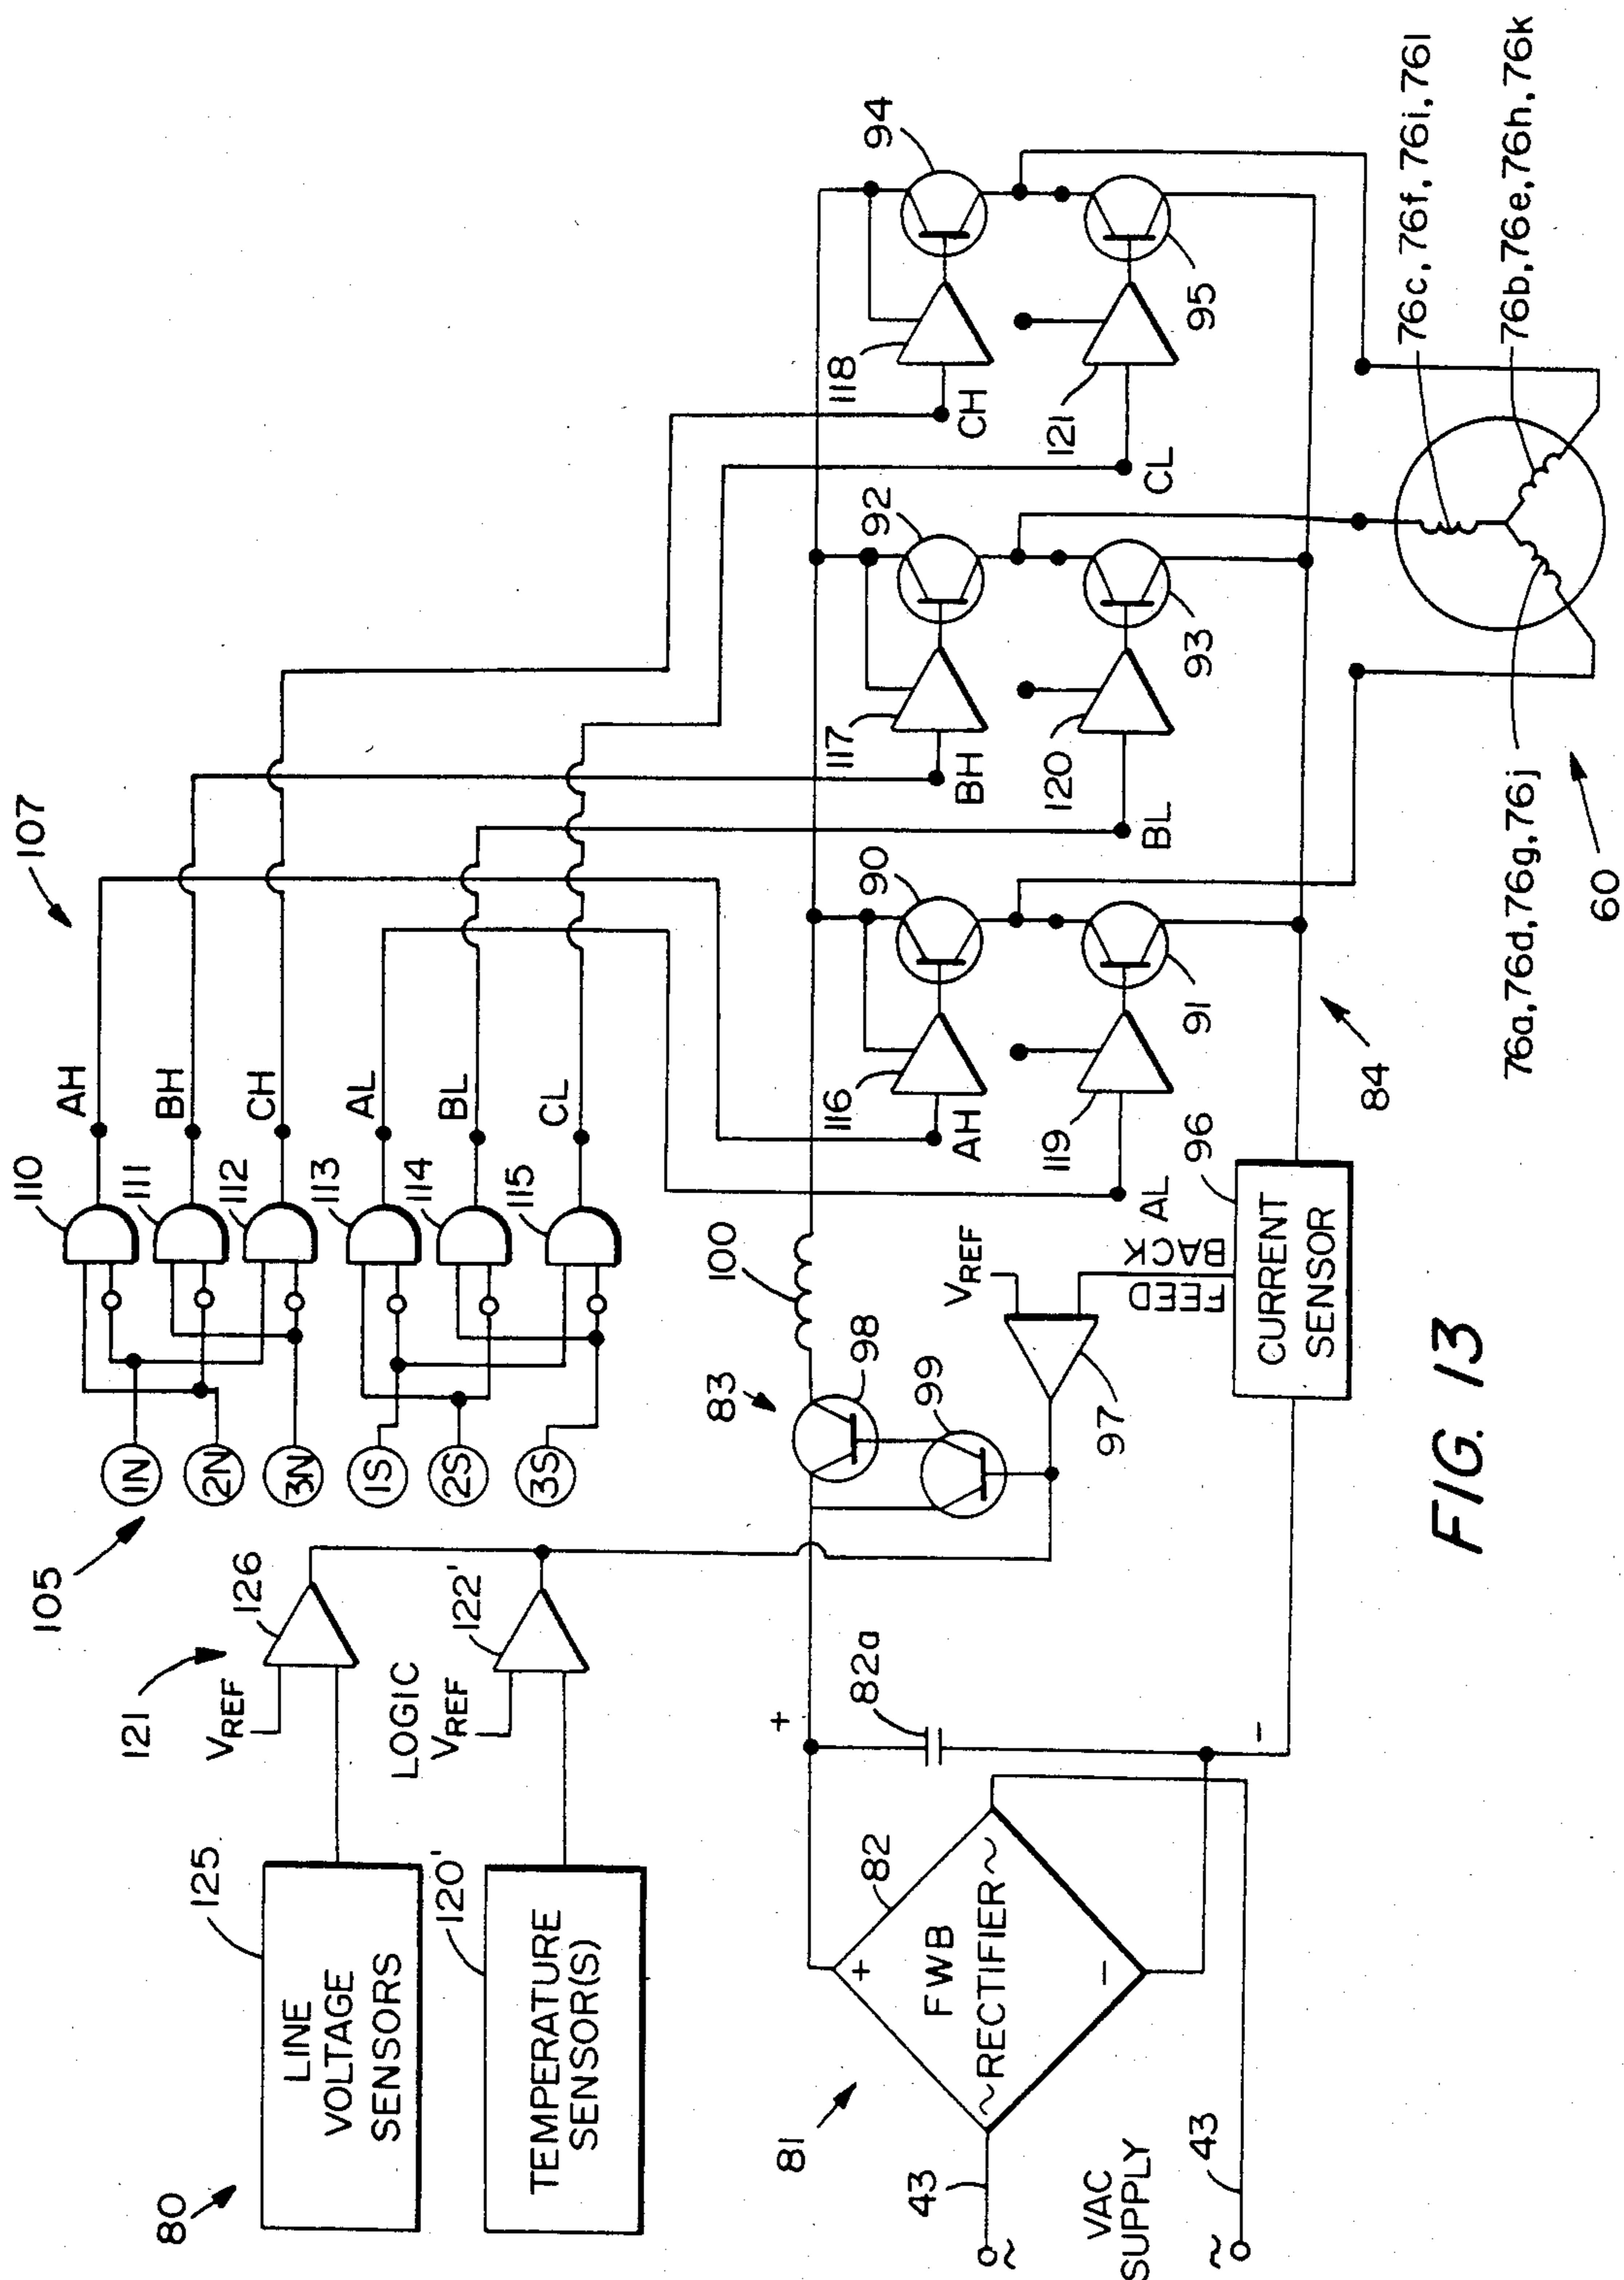 80
125
LINE
VOLTAGE
SENSORS
VREF
121
126
105
1N
2N
3N
1S
2S
3S
110
111
112
113
114
115
AH
BH
CH
AL
BL
CL
107
120'
TEMPERATURE
SENSOR(S)
LOGIC
VREF
122'
81
43
VAC
SUPPLY
43
~
~
82
+
FWB
~RECTIFIER~
-
+
-
82a
83
98
99
100
VREF
97
FEED
BACK
CURRENT
SENSOR
96
84
116
AH
90
119
AL
91
117
BH
92
120
BL
93
118
CH
94
121
CL
95
76c, 76f, 76i, 76l
76b, 76e, 76h, 76k
76a, 76d, 76g, 76j
60
FIG. 13